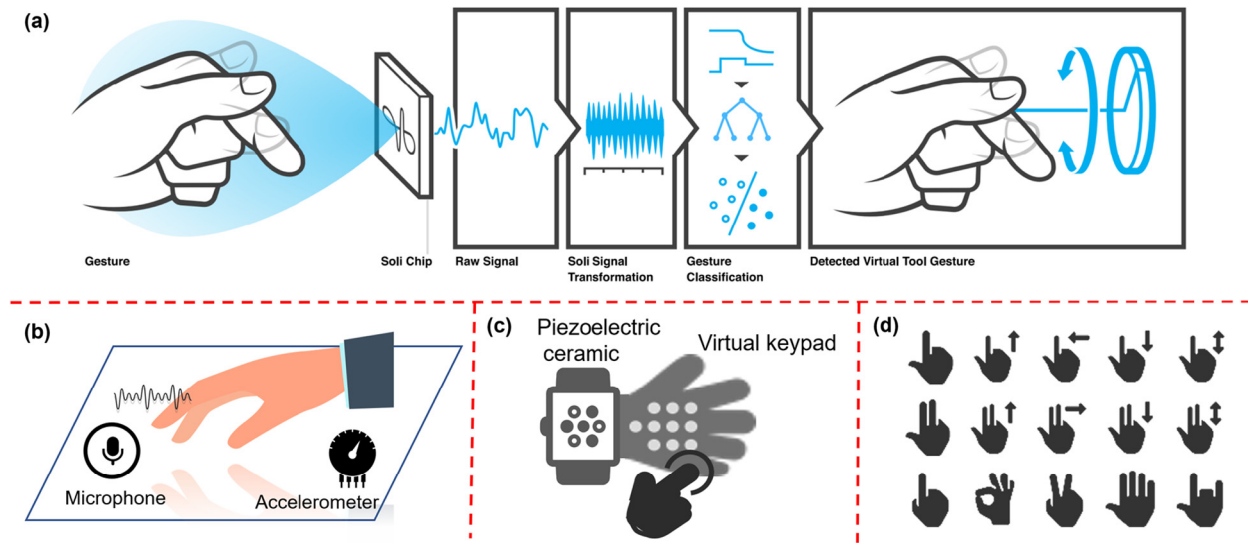 (a)
Gesture
Soli Chip
Raw Signal
Soli Signal
Transformation
Gesture
Classification
Detected Virtual Tool Gesture
(b)
Microphone
Accelerometer
(c)
Piezoelectric
ceramic
Virtual keypad
(d)